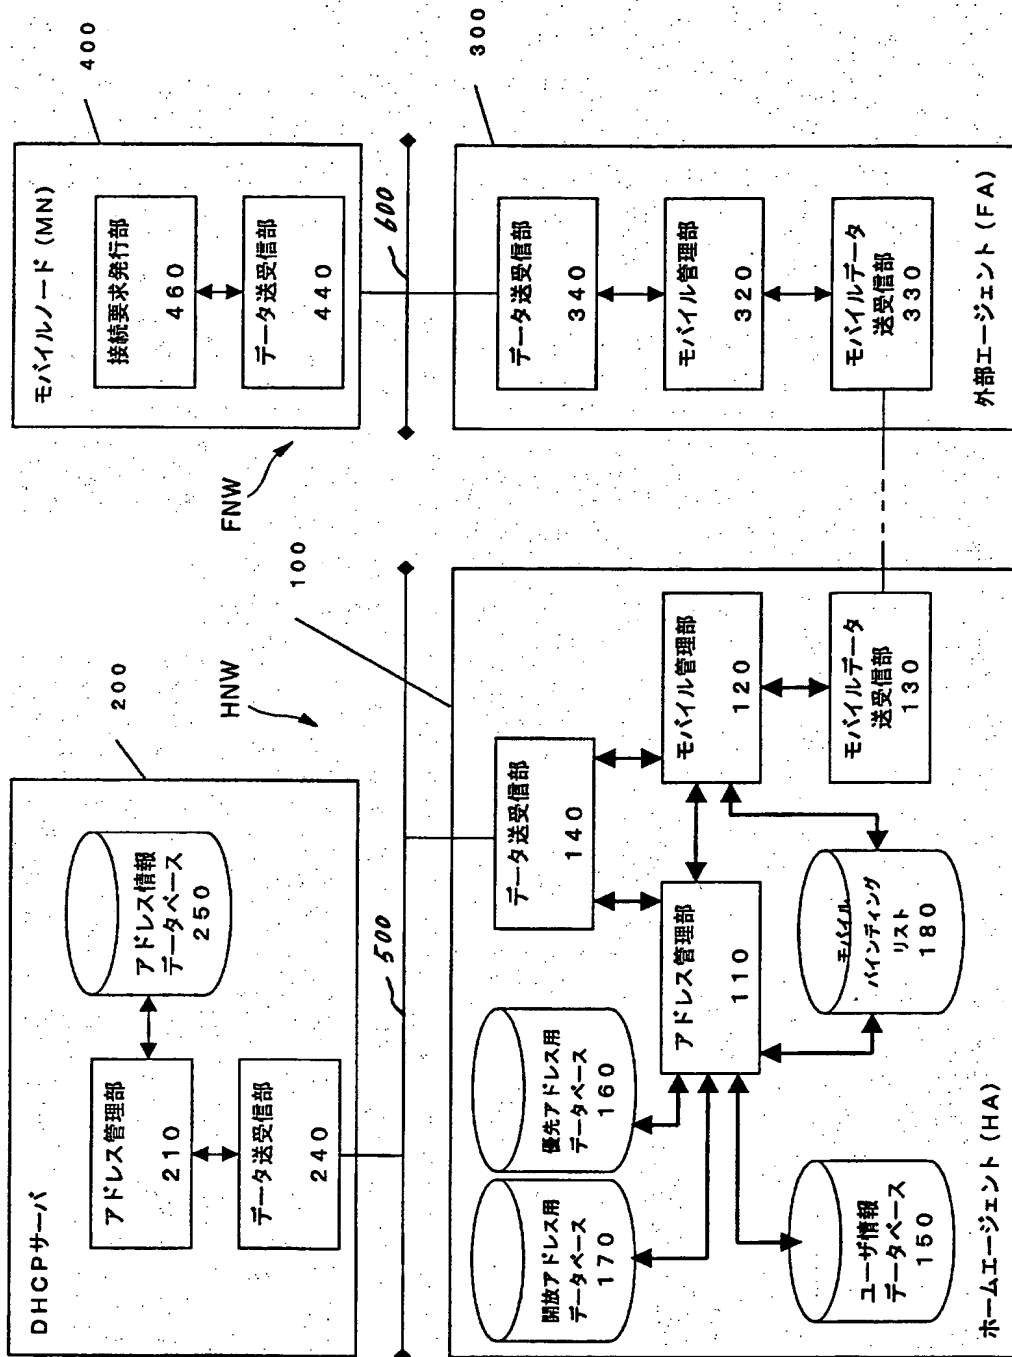 DHCPサーバ
200
アドレス管理部
210
アドレス情報
データベース
250
データ送受信部
240
HNW
500
100
モバイルノード (MN)
400
接続要求発行部
460
データ送受信部
440
FNW
600
300
データ送受信部
340
モバイル管理部
320
モバイルデータ
送受信部
330
外部エージェント (FA)
データ送受信部
140
モバイル管理部
120
モバイルデータ
送受信部
130
アドレス管理部
110
優先アドレス用
データベース
160
開放アドレス用
データベース
170
ユーザ情報
データベース
150
モバイル
バインディング
リスト
180
ホームエージェント (HA)